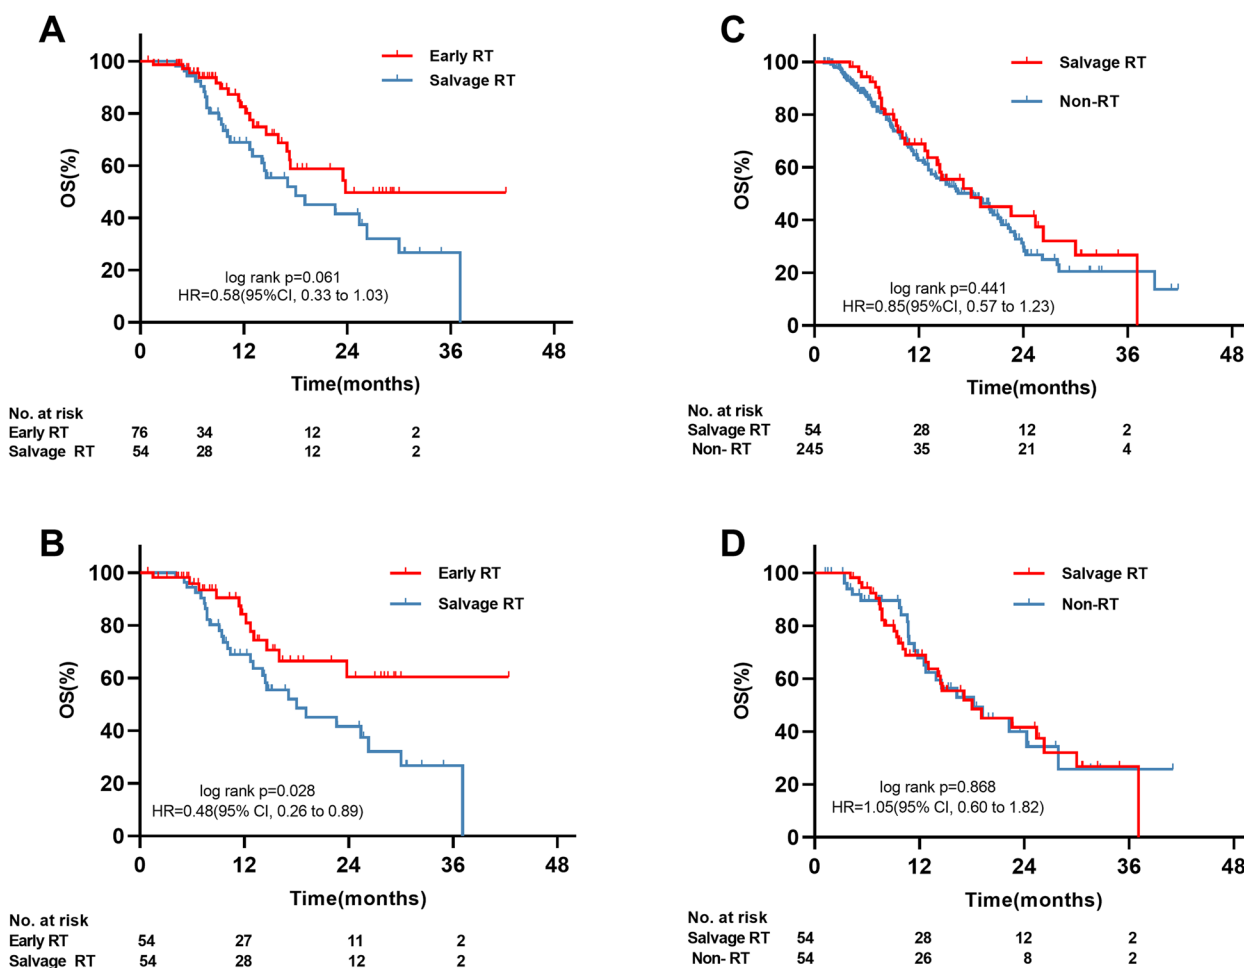 A
Early RT
Salvage RT
OS(%)
100
80
60
40
20
0
log rank p=0.061
HR=0.58(95%CI, 0.33 to 1.03)
0 12 24 36 48
Time(months)
No. at risk
Early RT 76 34 12 2
Salvage RT 54 28 12 2
C
Salvage RT
Non-RT
OS(%)
100
80
60
40
20
0
log rank p=0.441
HR=0.85(95%CI, 0.57 to 1.23)
0 12 24 36 48
Time(months)
No. at risk
Salvage RT 54 28 12 2
Non- RT 245 35 21 4
B
Early RT
Salvage RT
OS(%)
100
80
60
40
20
0
log rank p=0.028
HR=0.48(95% CI, 0.26 to 0.89)
0 12 24 36 48
Time(months)
No. at risk
Early RT 54 27 11 2
Salvage RT 54 28 12 2
D
Salvage RT
Non-RT
OS(%)
100
80
60
40
20
0
log rank p=0.868
HR=1.05(95% CI, 0.60 to 1.82)
0 12 24 36 48
Time(months)
No. at risk
Salvage RT 54 28 12 2
Non- RT 54 26 8 2